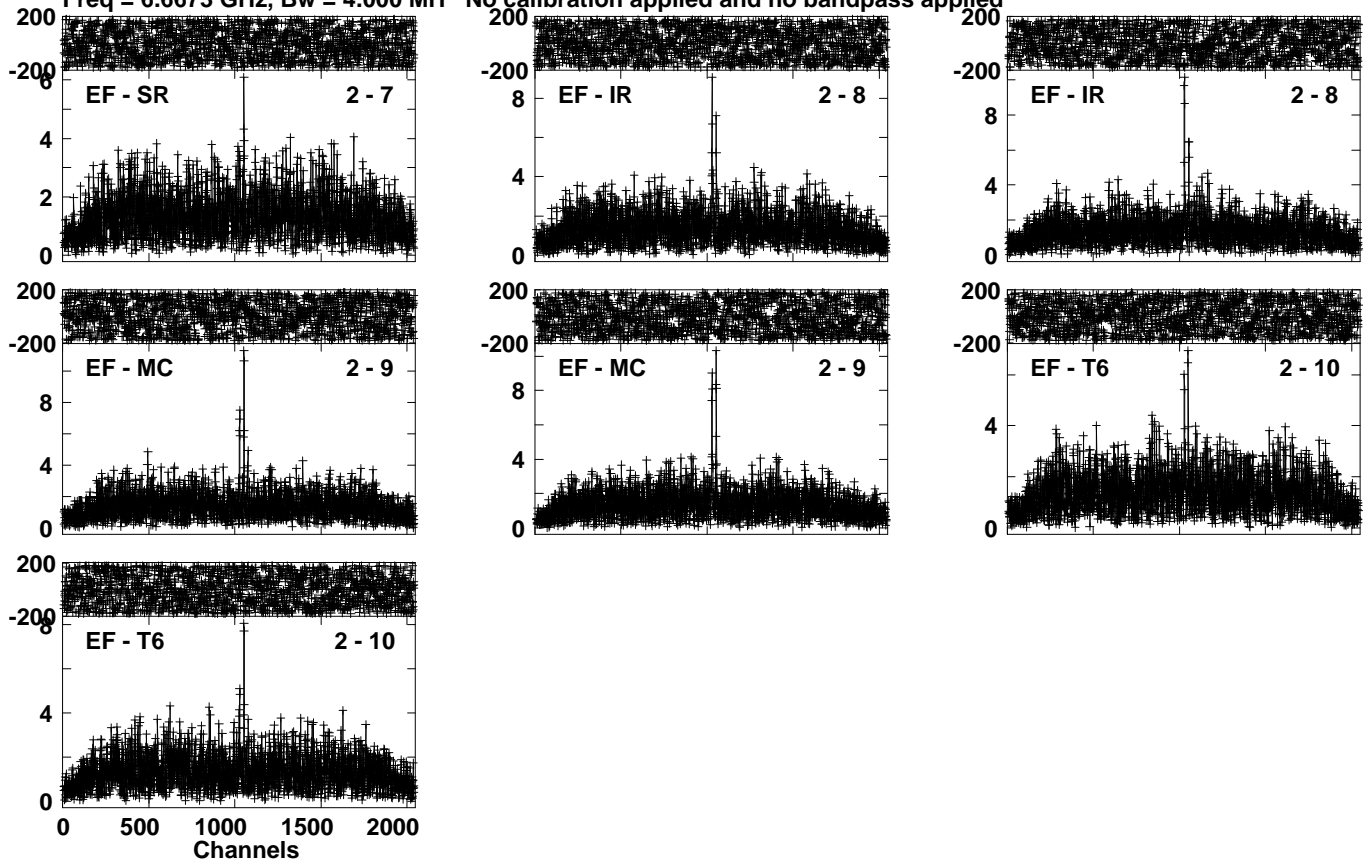 Freq = 6.6673 GHz, Bw = 4.000 MH No calibration applied and no bandpass applied
200 200 200
-200 -200 -200
6
EF - SR 2 - 7 EF - IR 2 - 8 EF - IR 2 - 8
8 8
4
4 4
2
0 0 0
200 200 200
-200 -200 -200
EF - MC 2 - 9 EF - MC 2 - 9 EF - T6 2 - 10
8 8
4 4 4
0 0 0
200
-200
8
EF - T6 2 - 10
4
0
0 500 1000 1500 2000
Channels